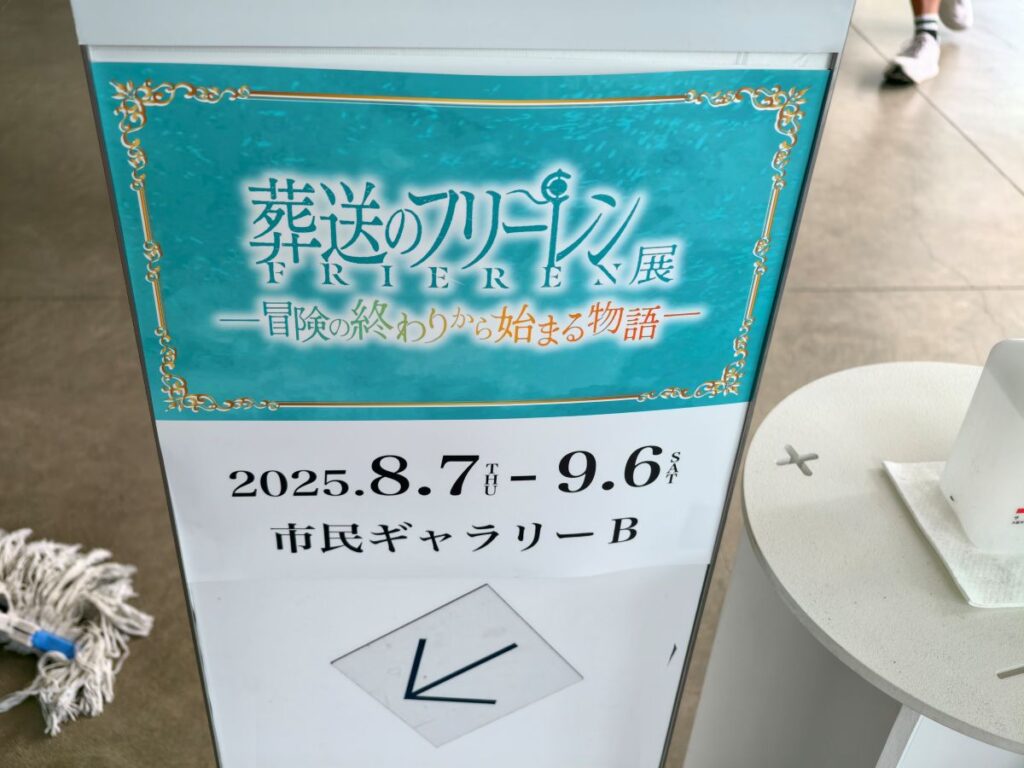 葬送のフリーレン展
FRIEREN
―冒険の終わりから始まる物語―
2025.8.7 THU – 9.6 SAT
市民ギャラリー B